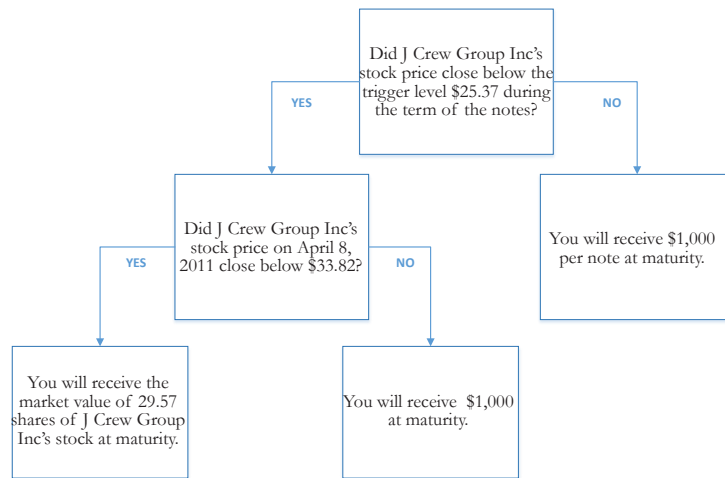 Did J Crew Group Inc's
stock price close below the
trigger level $25.37 during
the term of the notes?
YES
NO
Did J Crew Group Inc's
stock price on April 8,
2011 close below $33.82?
You will receive $1,000
per note at maturity.
YES
NO
You will receive the
market value of 29.57
shares of J Crew Group
Inc's stock at maturity.
You will receive $1,000
at maturity.